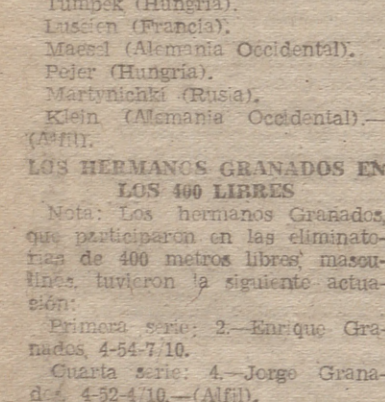 Tumpek (Hungría).
Luscien (Francia).
Maesel (Alemania Occidental).
Pejer (Hungría).
Martynichki (Rusia).
Klein (Alemania Occidental).—
(Alfil).
LOS HERMANOS GRANADOS EN
LOS 400 LIBRES
Nota: Los hermanos Granados,
que participaron en las eliminato-
rias de 400 metros libres, mascu-
linos, tuvieron la siguiente actua-
ción:
Primera serie: 2.—Enrique Gra-
nados, 4-54-7/10.
Cuarta serie: 4.—Jorge Grana-
dos, 4-52-4/10.—(Alfil).